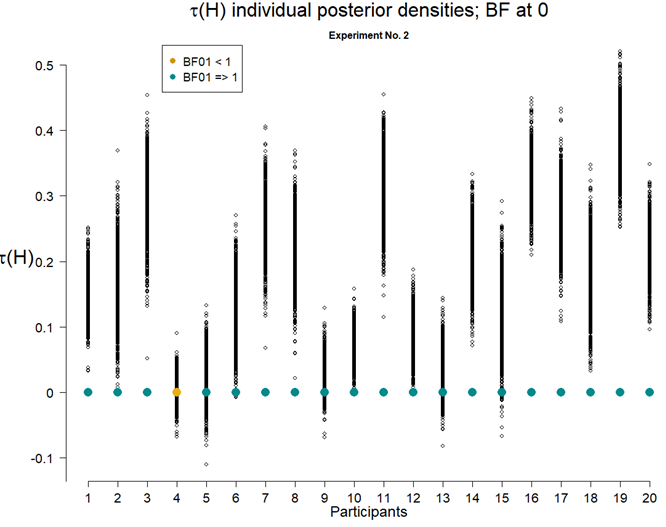 τ(H) individual posterior densities; BF at 0
Experiment No. 2
BF01 < 1
BF01 => 1
0.5
0.4
0.3
0.2
0.1
0
-0.1
τ(H)
1 2 3 4 5 6 7 8 9 10 11 12 13 14 15 16 17 18 19 20
Participants